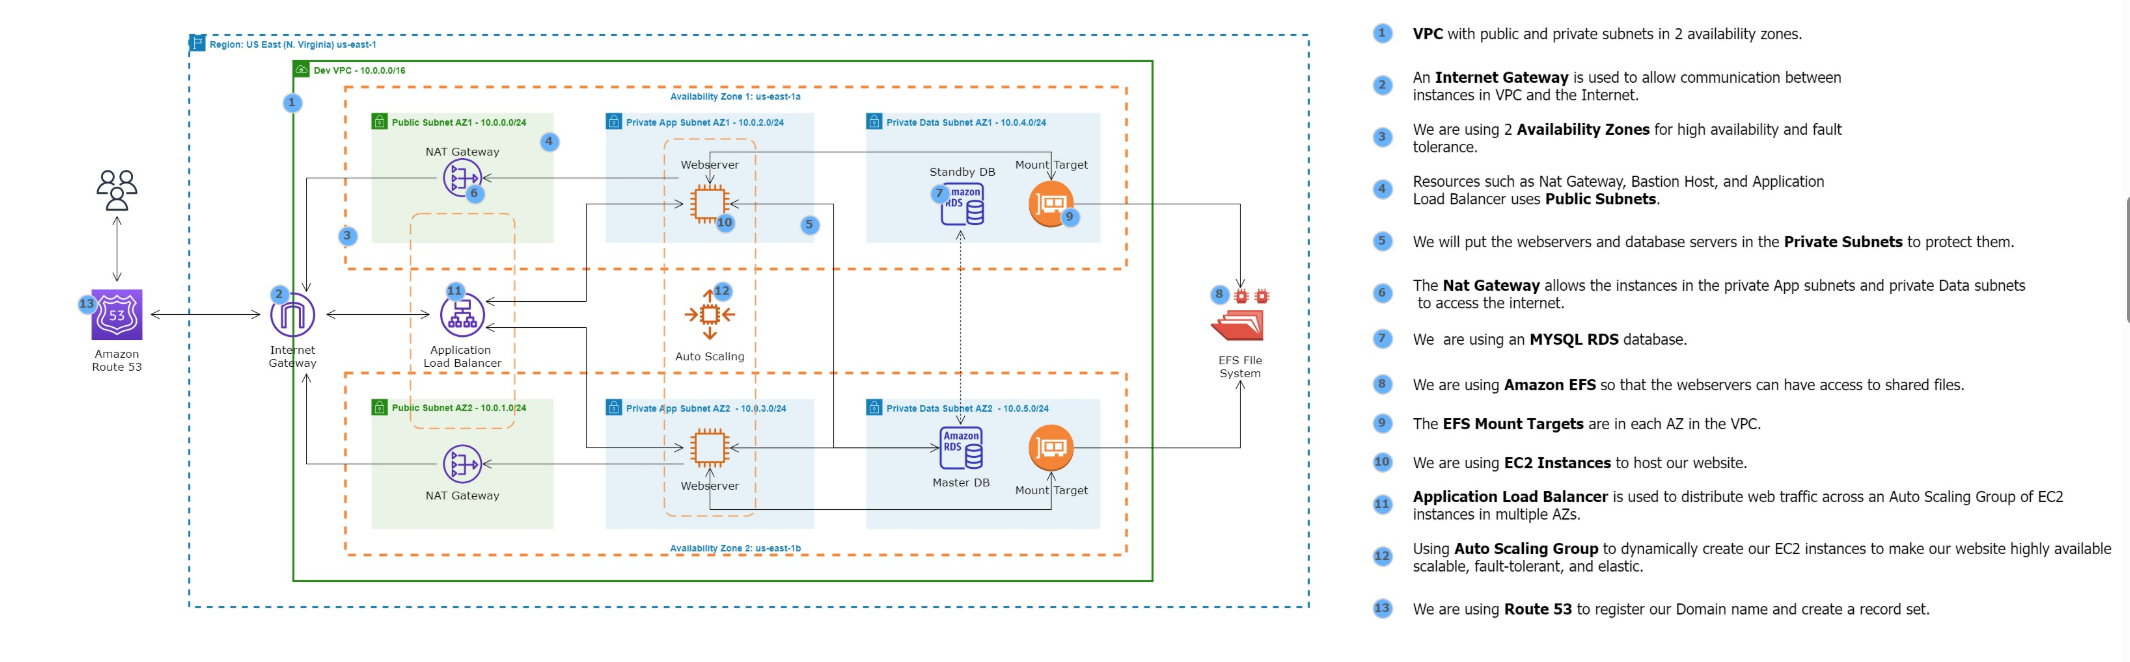 Region: US East (N. Virginia) us-east-1
Dev VPC - 10.0.0.0/16
1
Availability Zone 1: us-east-1a
Public Subnet AZ1 - 10.0.0.0/24
Private App Subnet AZ1 - 10.0.2.0/24
Private Data Subnet AZ1 - 10.0.4.0/24
4
NAT Gateway
6
Webserver
10
5
Standby DB
7
Amazon
RDS
Mount Target
9
3
13
53
Amazon
Route 53
2
Internet
Gateway
11
Application
Load Balancer
12
Auto Scaling
8
EFS File
System
Public Subnet AZ2 - 10.0.1.0/24
Private App Subnet AZ2 - 10.0.3.0/24
Private Data Subnet AZ2 - 10.0.5.0/24
NAT Gateway
Webserver
Amazon
RDS
Master DB
Mount Target
Availability Zone 2: us-east-1b
1 VPC with public and private subnets in 2 availability zones.
2 An Internet Gateway is used to allow communication between
instances in VPC and the Internet.
3 We are using 2 Availability Zones for high availability and fault
tolerance.
4 Resources such as Nat Gateway, Bastion Host, and Application
Load Balancer uses Public Subnets.
5 We will put the webservers and database servers in the Private Subnets to protect them.
6 The Nat Gateway allows the instances in the private App subnets and private Data subnets
to access the internet.
7 We are using an MYSQL RDS database.
8 We are using Amazon EFS so that the webservers can have access to shared files.
9 The EFS Mount Targets are in each AZ in the VPC.
10 We are using EC2 Instances to host our website.
11 Application Load Balancer is used to distribute web traffic across an Auto Scaling Group of EC2
instances in multiple AZs.
12 Using Auto Scaling Group to dynamically create our EC2 instances to make our website highly available
scalable, fault-tolerant, and elastic.
13 We are using Route 53 to register our Domain name and create a record set.